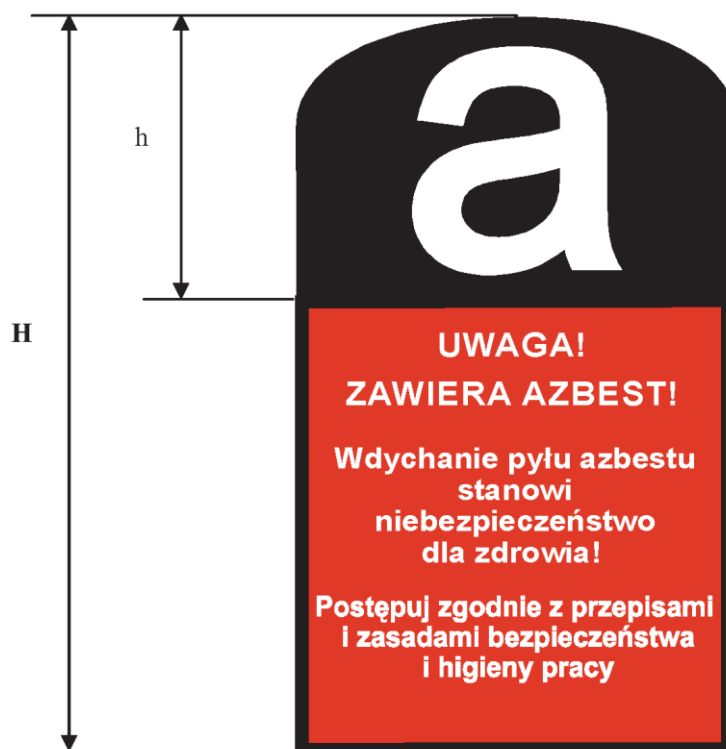 a
h
H
UWAGA!
ZAWIERA AZBEST!
Wdychanie pyłu azbestu
stanowi
niebezpieczeństwo
dla zdrowia!
Postępuj zgodnie z przepisami
i zasadami bezpieczeństwa
i higieny pracy